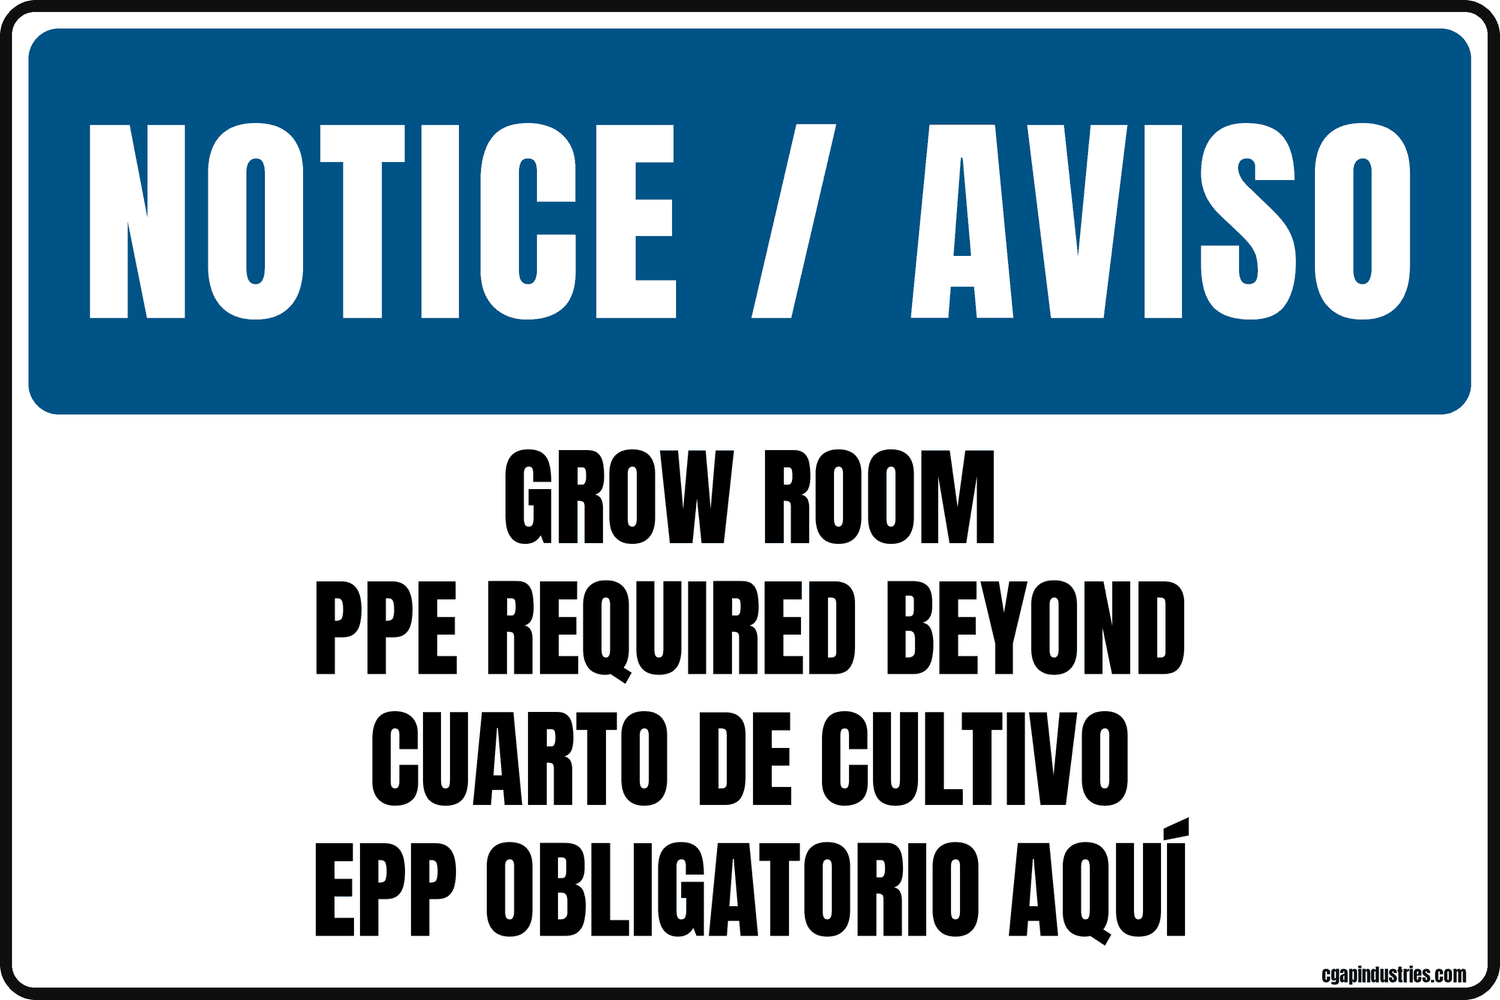 NOTICE / AVISO
GROW ROOM
PPE REQUIRED BEYOND
CUARTO DE CULTIVO
EPP OBLIGATORIO AQUÍ
cgapindustries.com